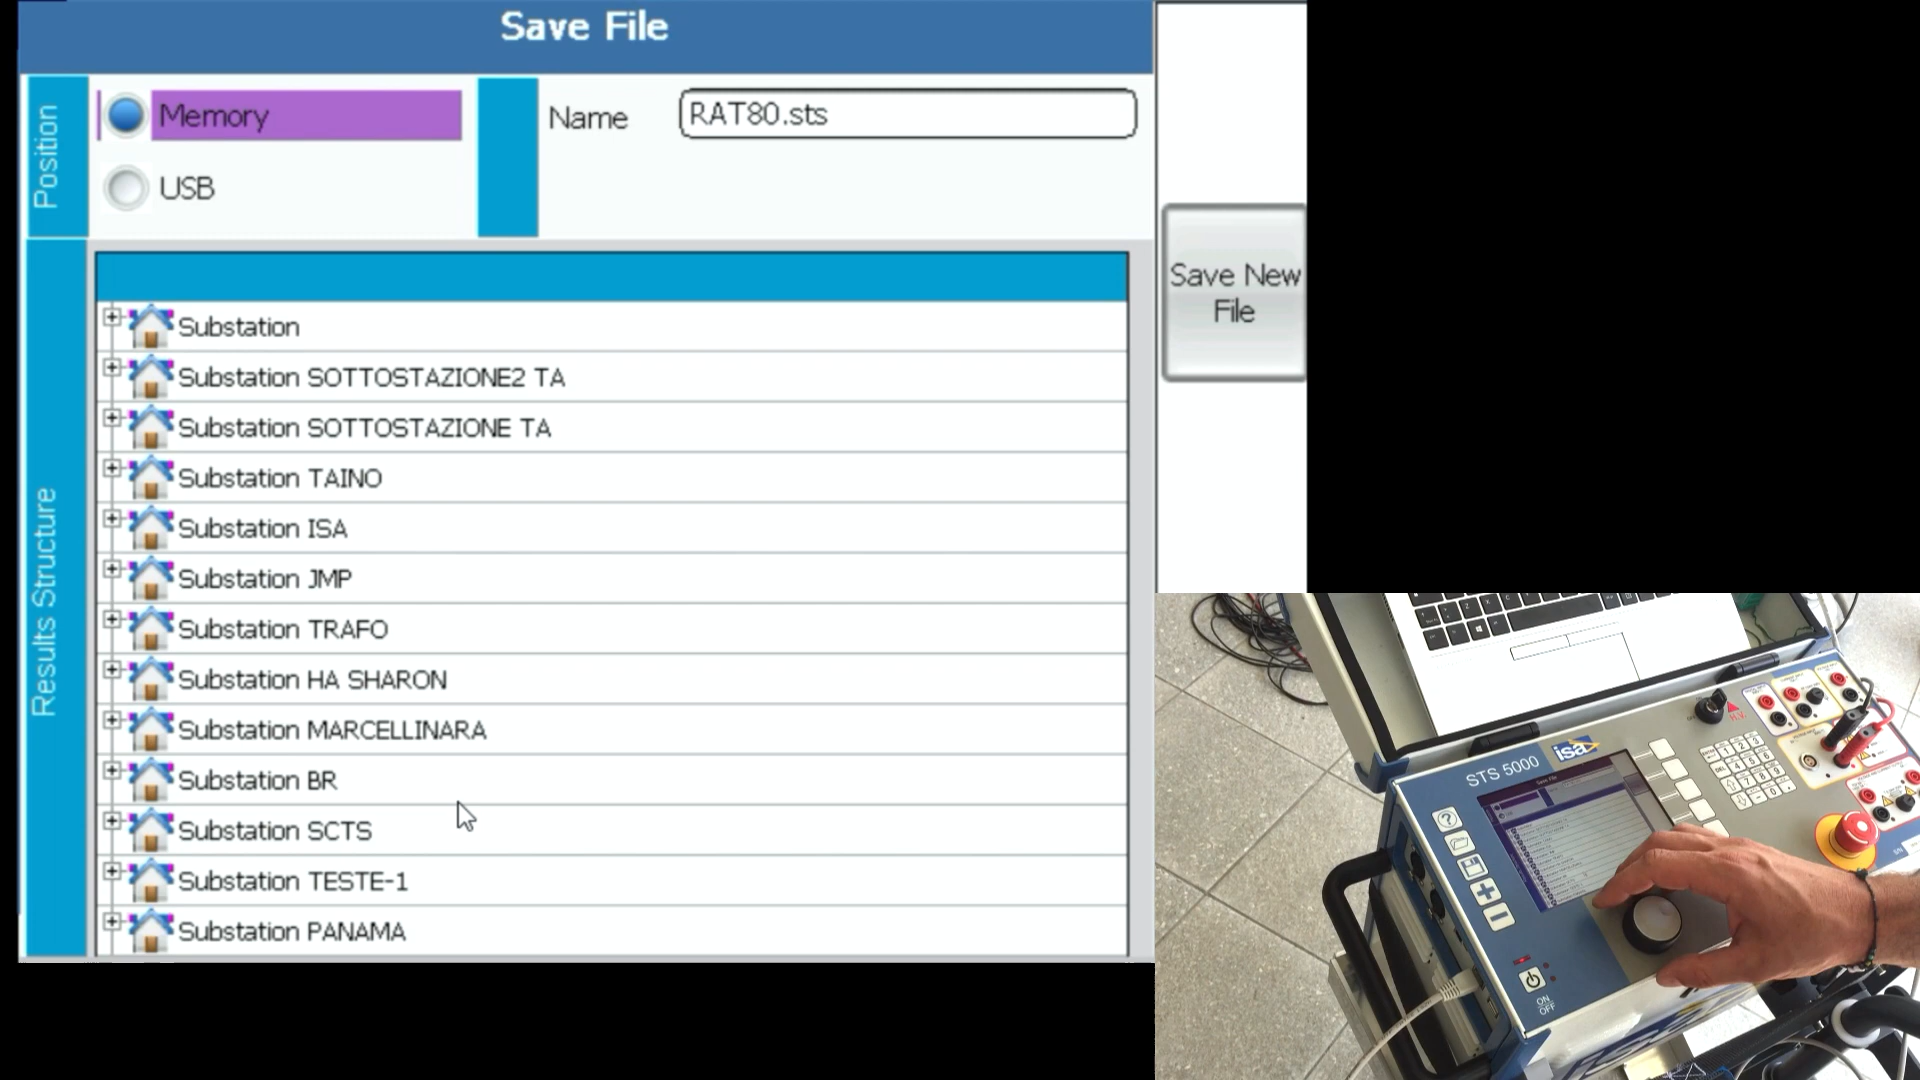 Save File
Position
Memory
USB
Name
RAT80.sts
Save New
File
Results Structure
Substation
Substation SOTTOSTAZIONE2 TA
Substation SOTTOSTAZIONE TA
Substation TAINO
Substation ISA
Substation JMP
Substation TRAFO
Substation HA SHARON
Substation MARCELLINARA
Substation BR
Substation SCTS
Substation TESTE-1
Substation PANAMA
STS 5000
isa
ON
OFF